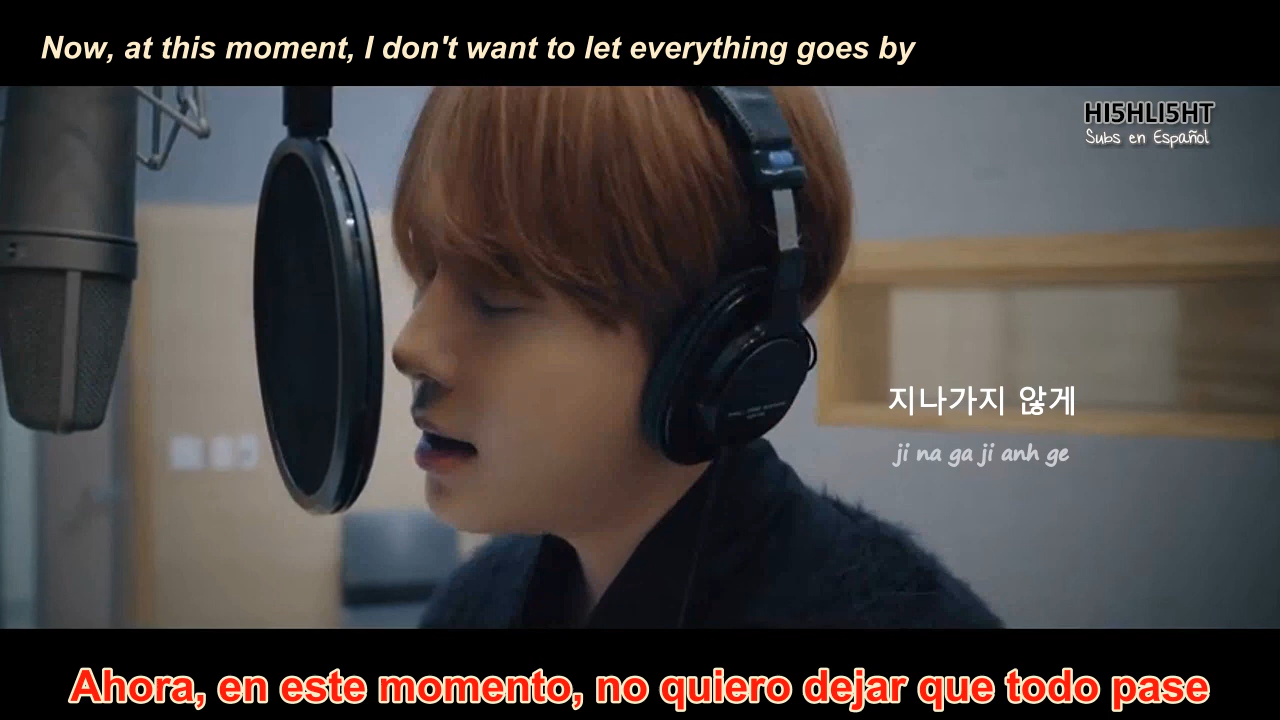 Now, at this moment, I don't want to let everything goes by
HI5HLI5HT
Subs en Español
지나가지 않게
ji na ga ji anh ge
Ahora, en este momento, no quiero dejar que todo pase